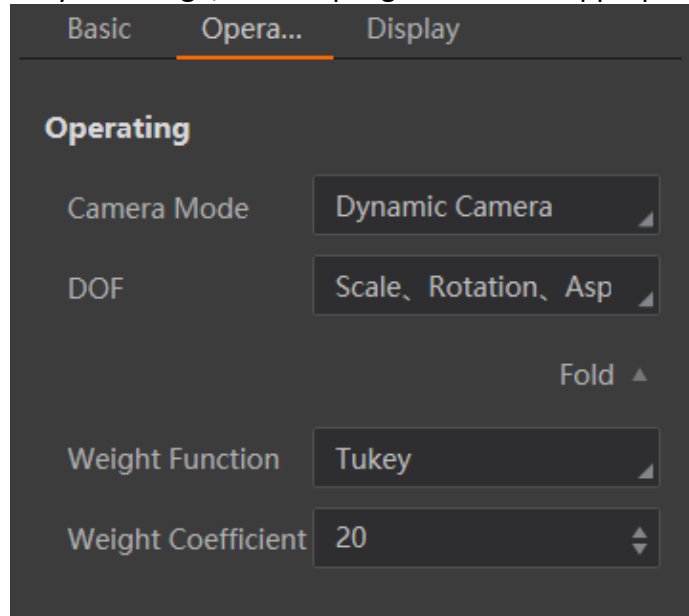 Basic Opera... Display
Operating
Camera Mode Dynamic Camera
DOF Scale、Rotation、Asp
Fold
Weight Function Tukey
Weight Coefficient 20